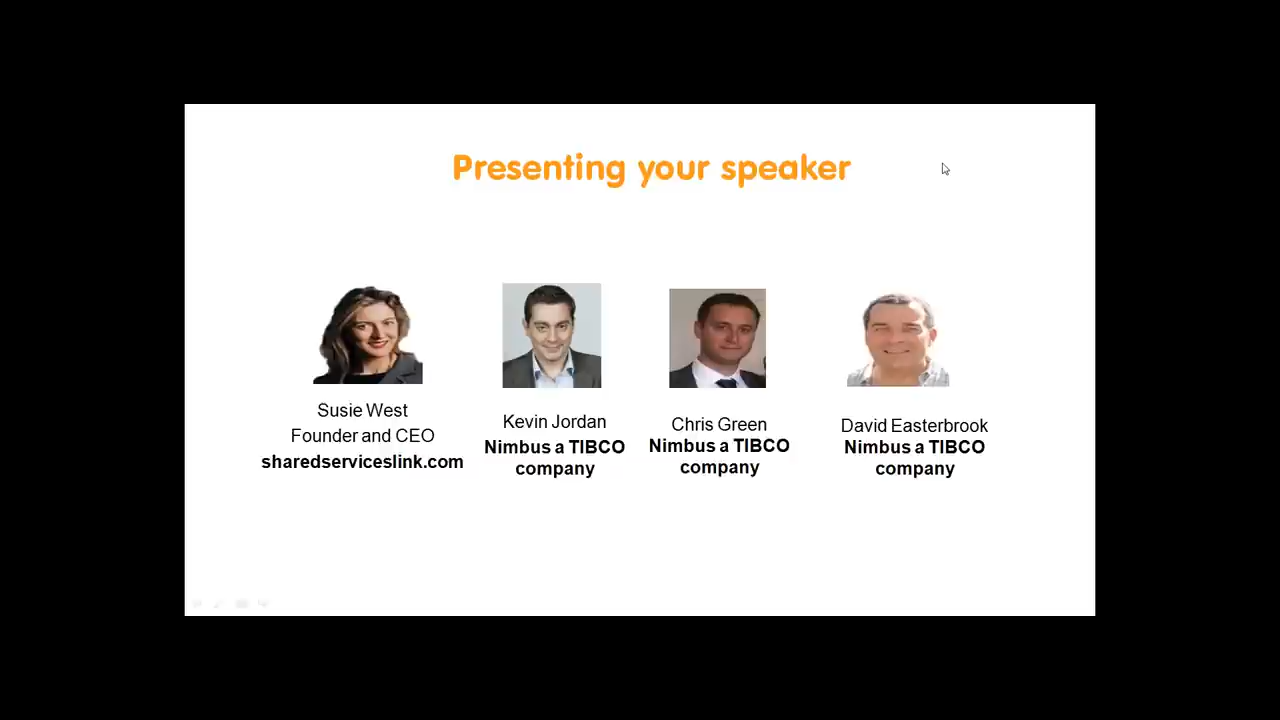 Presenting your speaker
Susie West
Founder and CEO
sharedserviceslink.com
Kevin Jordan
Nimbus a TIBCO
company
Chris Green
Nimbus a TIBCO
company
David Easterbrook
Nimbus a TIBCO
company